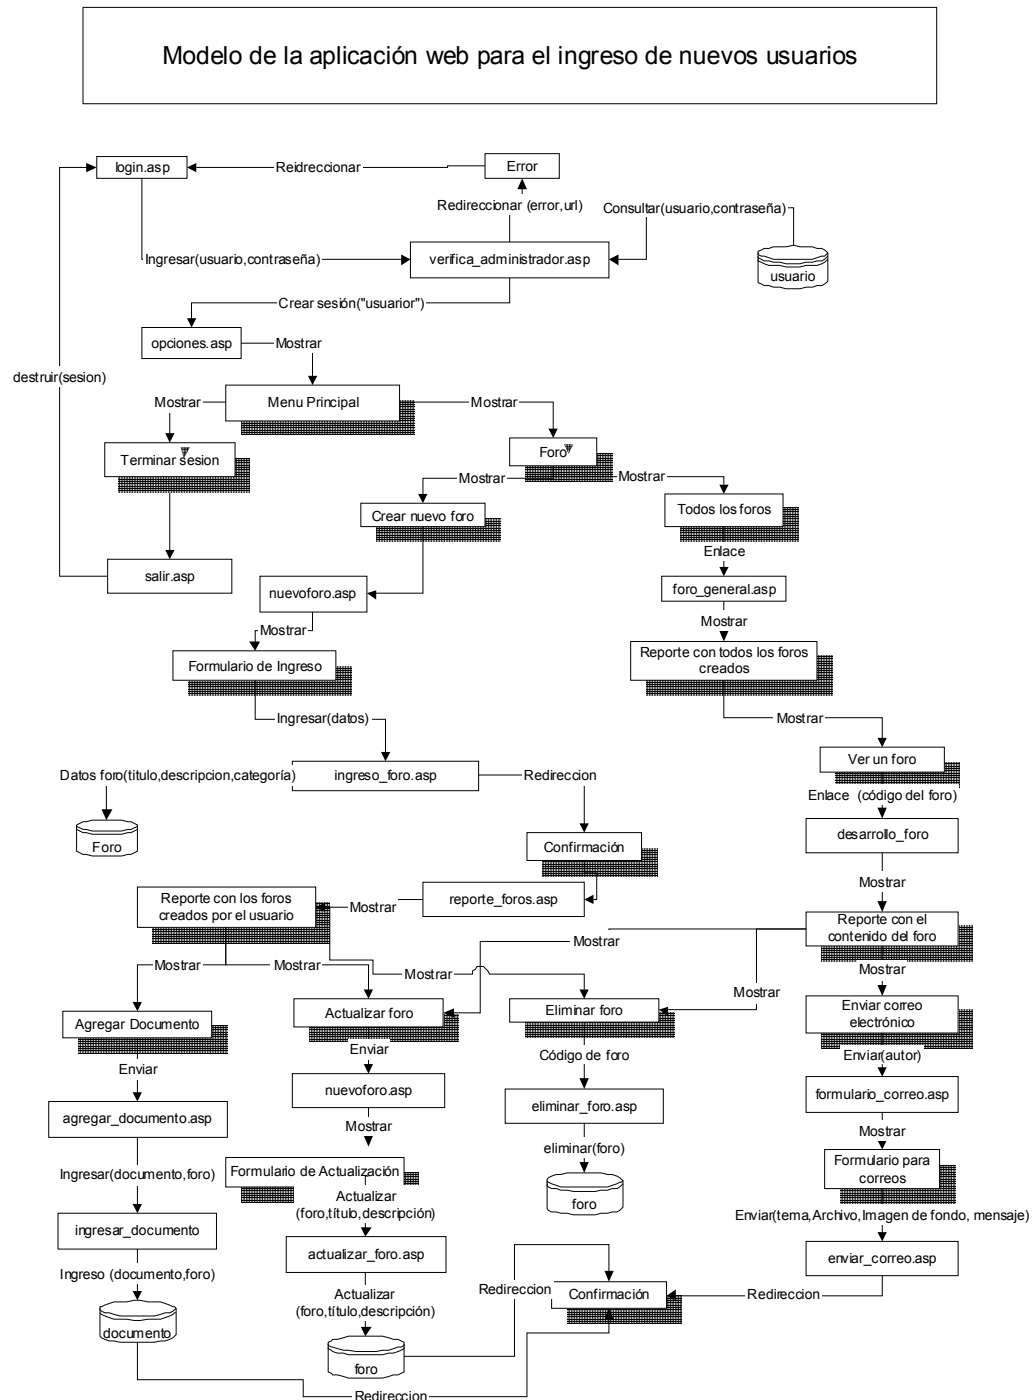 Modelo de la aplicación web para el ingreso de nuevos usuarios
login.asp
Reidreccionar
Error
Redireccionar (error,url)
Consultar(usuario,contraseña)
Ingresar(usuario,contraseña)
verifica_administrador.asp
usuario
Crear sesión("usuarior")
opciones.asp
Mostrar
destruir(sesion)
Mostrar
Menu Principal
Mostrar
Terminar sesion
Foro
Mostrar
Mostrar
Crear nuevo foro
Todos los foros
Enlace
salir.asp
nuevoforo.asp
foro_general.asp
Mostrar
Mostrar
Formulario de Ingreso
Reporte con todos los foros
creados
Ingresar(datos)
Mostrar
Ver un foro
Datos foro(titulo,descripcion,categoría)
ingreso_foro.asp
Redireccion
Enlace (código del foro)
Foro
Confirmación
desarrollo_foro
Mostrar
Reporte con los foros
creados por el usuario
Mostrar
reporte_foros.asp
Reporte con el
contenido del foro
Mostrar
Mostrar
Mostrar
Mostrar
Mostrar
Mostrar
Agregar Documento
Actualizar foro
Eliminar foro
Enviar correo
electrónico
Enviar
Enviar
Código de foro
Enviar(autor)
agregar_documento.asp
nuevoforo.asp
eliminar_foro.asp
formulario_correo.asp
Mostrar
Mostrar
eliminar(foro)
Ingresar(documento,foro)
Formulario de Actualización
Formulario para
correos
foro
Actualizar
(foro,título,descripción)
Enviar(tema,Archivo,Imagen de fondo, mensaje)
ingresar_documento
actualizar_foro.asp
enviar_correo.asp
Ingreso (documento,foro)
Actualizar
(foro,título,descripción)
Redireccion
Confirmación
Redireccion
documento
foro
Redireccion